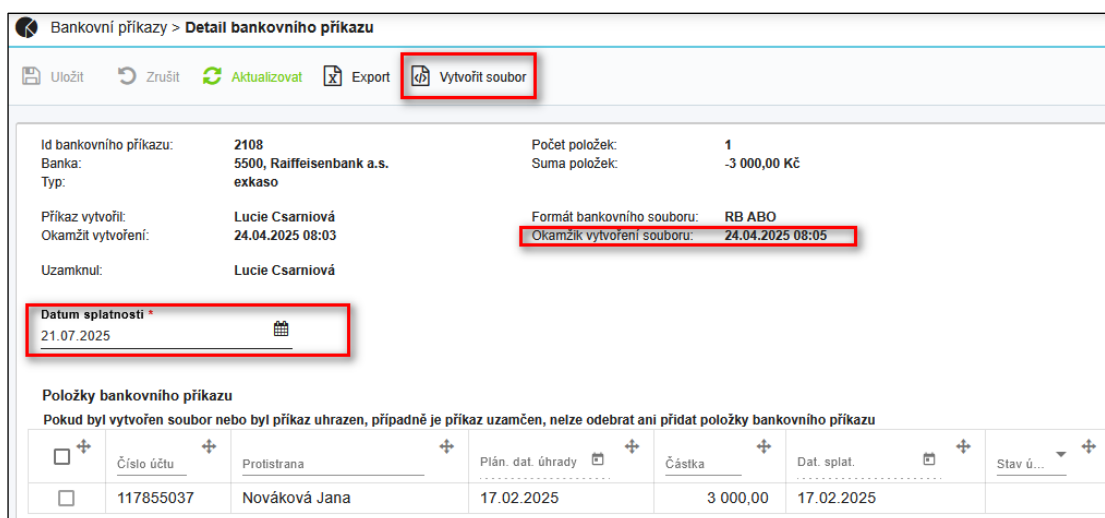 Bankovní příkazy > Detail bankovního příkazu
Uložit Zrušit Aktualizovat Export Vytvořit soubor
Id bankovního příkazu: 2108 Počet položek: 1
Banka: 5500, Raiffeisenbank a.s. Suma položek: -3 000,00 Kč
Typ: exkaso
Příkaz vytvořil: Lucie Csarniová Formát bankovního souboru: RB ABO
Okamžit vytvoření: 24.04.2025 08:03 Okamžik vytvoření souboru: 24.04.2025 08:05
Uzamknul: Lucie Csarniová
Datum splatnosti *
21.07.2025
Položky bankovního příkazu
Pokud byl vytvořen soubor nebo byl příkaz uhrazen, případně je příkaz uzamčen, nelze odebrat ani přidat položky bankovního příkazu
Číslo účtu Protistrana Plán. dat. úhrady Částka Dat. splat. Stav ú...
117855037 Nováková Jana 17.02.2025 3 000,00 17.02.2025